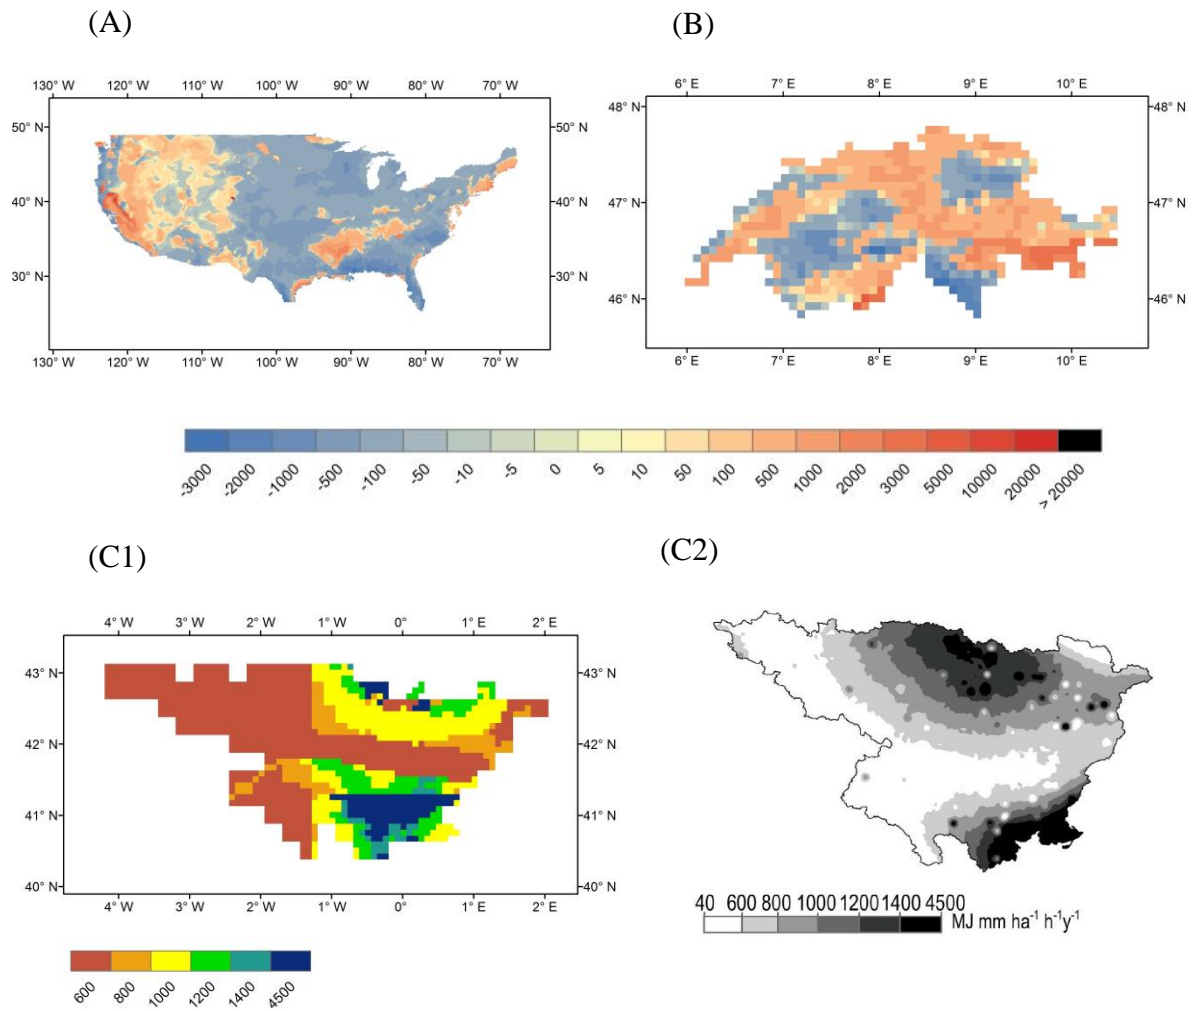 (A)
(B)
130° W 120° W 110° W 100° W 90° W 80° W 70° W
6° E 7° E 8° E 9° E 10° E
50° N 50° N
40° N 40° N
30° N 30° N
48° N 48° N
47° N 47° N
46° N 46° N
130° W 120° W 110° W 100° W 90° W 80° W 70° W
6° E 7° E 8° E 9° E 10° E
-3000 -2000 -1000 -500 -100 -50 -10 -5 0 5 10 50 100 500 1000 2000 3000 5000 10000 20000 > 20000
(C1)
(C2)
4° W 3° W 2° W 1° W 0° 1° E 2° E
43° N 43° N
42° N 42° N
41° N 41° N
40° N 40° N
4° W 3° W 2° W 1° W 0° 1° E 2° E
600 800 1000 1200 1400 4500
40 600 800 1000 1200 1400 4500
MJ mm ha⁻¹ h⁻¹y⁻¹